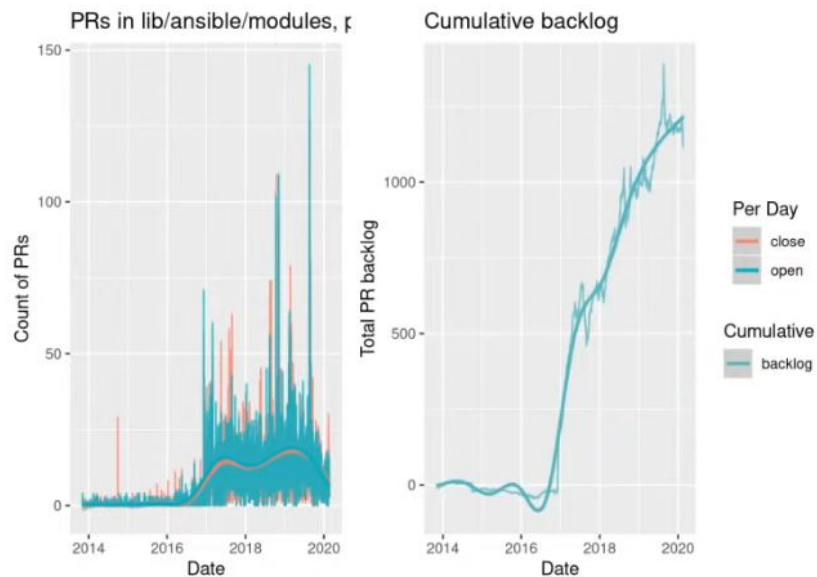 PRs in lib/ansible/modules, p
Count of PRs
150
100
50
0
2014 2016 2018 2020
Date
Cumulative backlog
Total PR backlog
1000
500
0
2014 2016 2018 2020
Date
Per Day
close
open
Cumulative
backlog